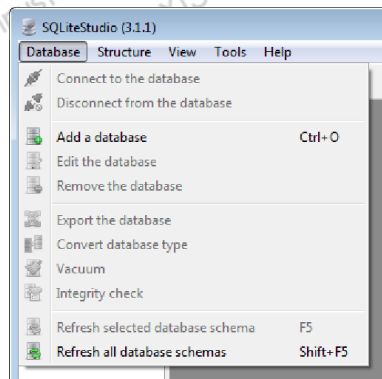 SQLiteStudio (3.1.1)
Database Structure View Tools Help
Connect to the database
Disconnect from the database
Add a database Ctrl+O
Edit the database
Remove the database
Export the database
Convert database type
Vacuum
Integrity check
Refresh selected database schema F5
Refresh all database schemas Shift+F5